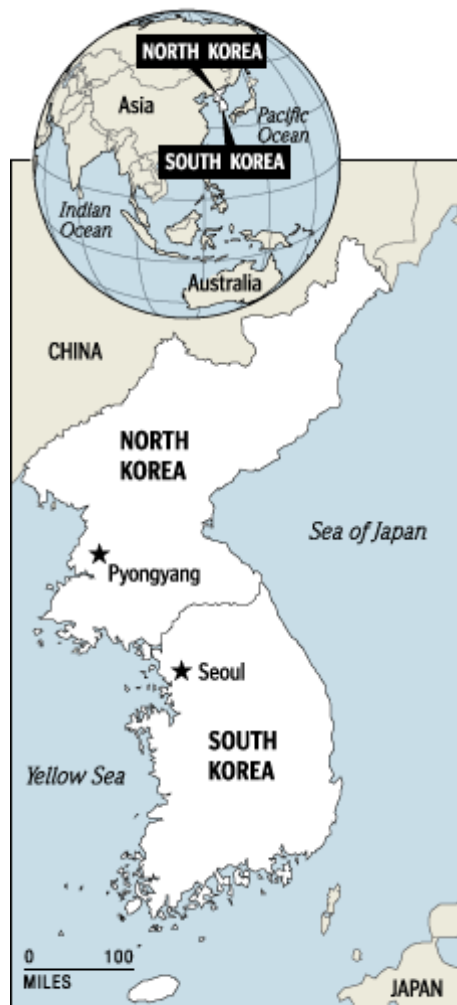 NORTH KOREA
Asia
Pacific
Ocean
SOUTH KOREA
Indian
Ocean
Australia
CHINA
NORTH
KOREA
Sea of Japan
Pyongyang
Seoul
SOUTH
KOREA
Yellow Sea
0 100
MILES
JAPAN